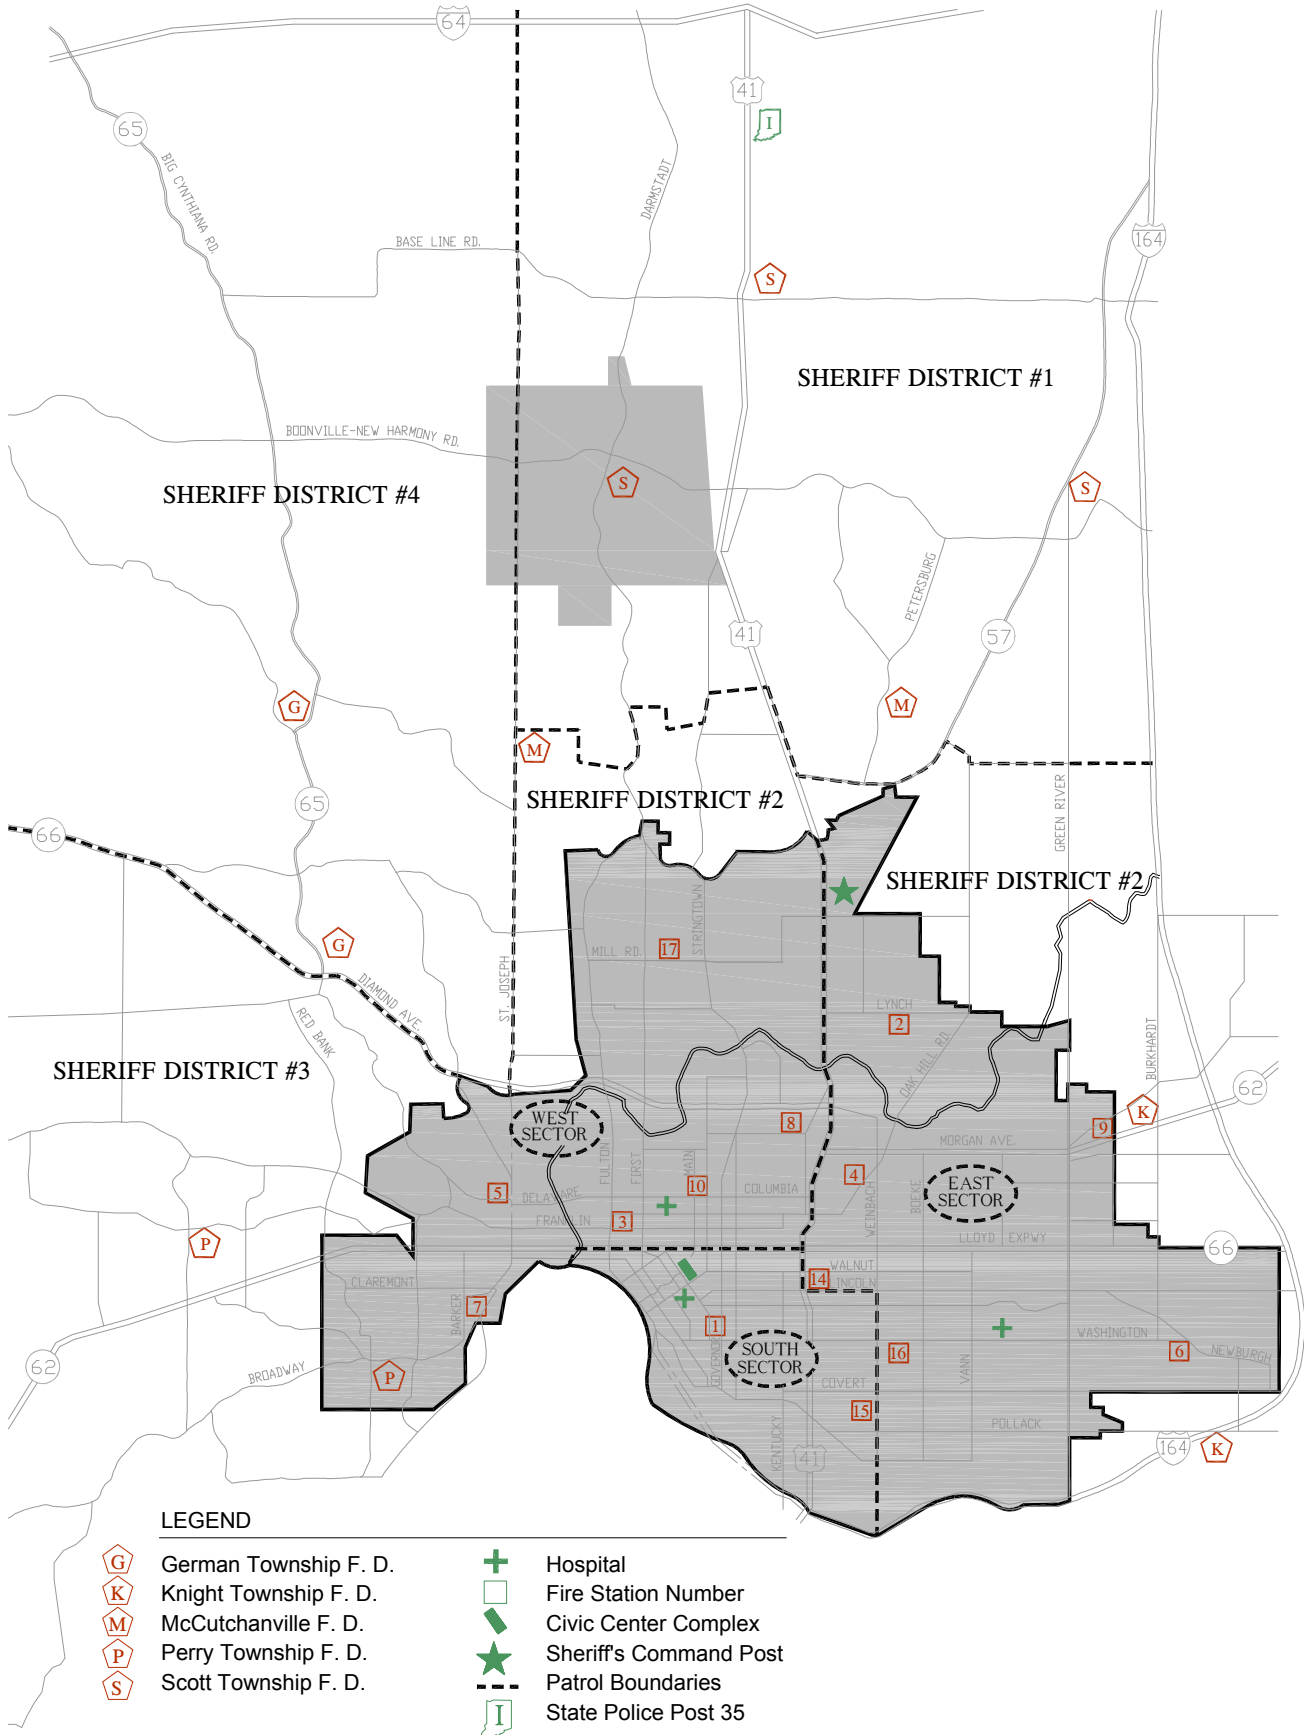 64
41
I
65
BIG CYNTHIANA RD.
DARMSTADT
BASE LINE RD.
164
S
SHERIFF DISTRICT #1
BOONVILLE-NEW HARMONY RD.
SHERIFF DISTRICT #4
S
S
PETERSBURG
41
57
G
M
M
65
SHERIFF DISTRICT #2
GREEN RIVER
66
SHERIFF DISTRICT #2
STRINGTOWN
G
MILL RD.
17
ST. JOSEPH
DIAMOND AVE.
LYNCH
2
RED BANK
OAK HILL RD.
BURKHARDT
SHERIFF DISTRICT #3
62
K
WEST
SECTOR
8
9
MORGAN AVE.
FULTON
FIRST
MAIN
4
5
DELAWARE
10
COLUMBIA
WEINBACH
BOEKE
EAST
SECTOR
FRANKLIN
3
LLOYD EXPWY
P
66
WALNUT
CLAREMONT
14
LINCOLN
BARKER
7
1
GOVERNOR
WASHINGTON
SOUTH
SECTOR
16
VANN
6
NEWBURGH
62
BROADWAY
P
COVERT
15
POLLACK
KENTUCKY
41
164
K
LEGEND
G German Township F. D.
K Knight Township F. D.
M McCutchanville F. D.
P Perry Township F. D.
S Scott Township F. D.
Hospital
Fire Station Number
Civic Center Complex
Sheriff's Command Post
Patrol Boundaries
I State Police Post 35